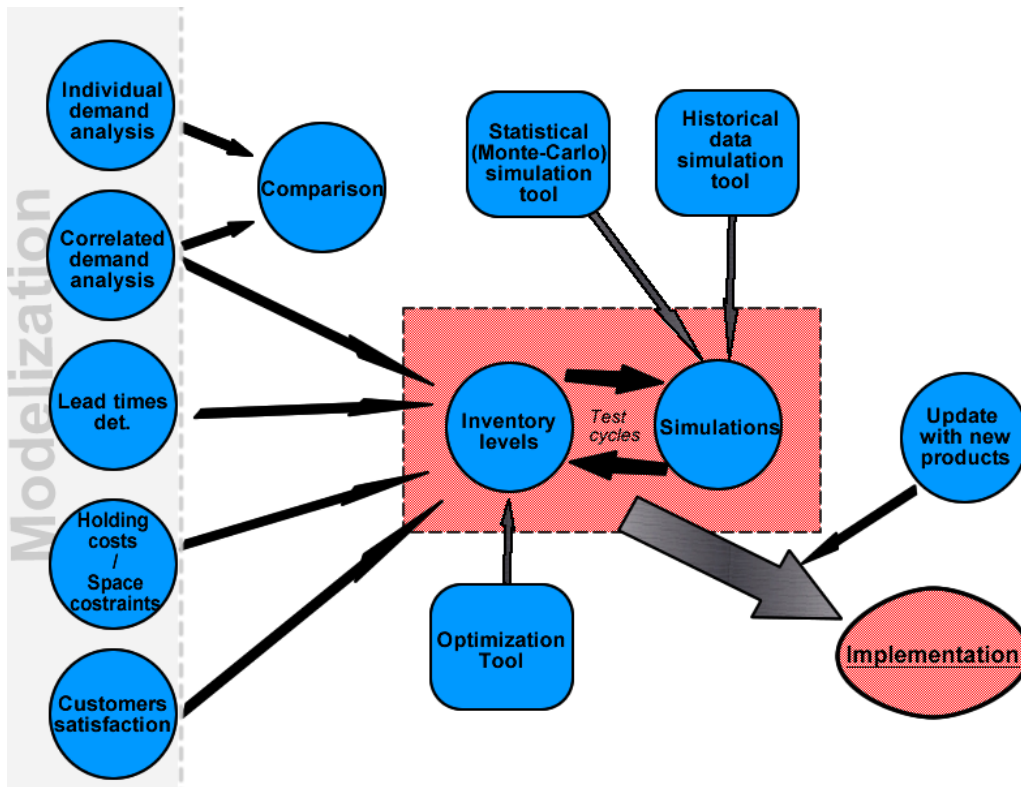 Modelization
Individual
demand
analysis
Correlated
demand
analysis
Lead times
det.
Holding
costs
/
Space
costraints
Customers
satisfaction
Comparison
Statistical
(Monte-Carlo)
simulation
tool
Historical
data
simulation
tool
Inventory
levels
Test
cycles
Simulations
Optimization
Tool
Update
with new
products
Implementation